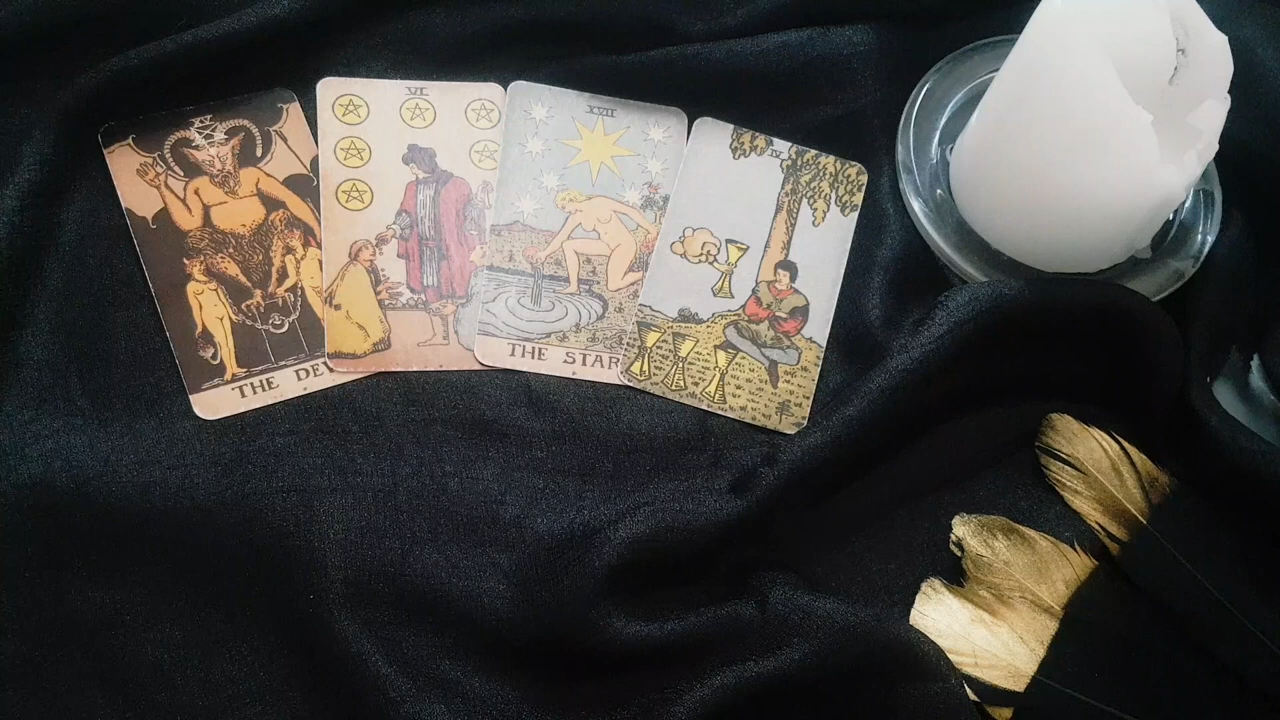 XV
THE DEV
VI
XVII
THE STAR
IV